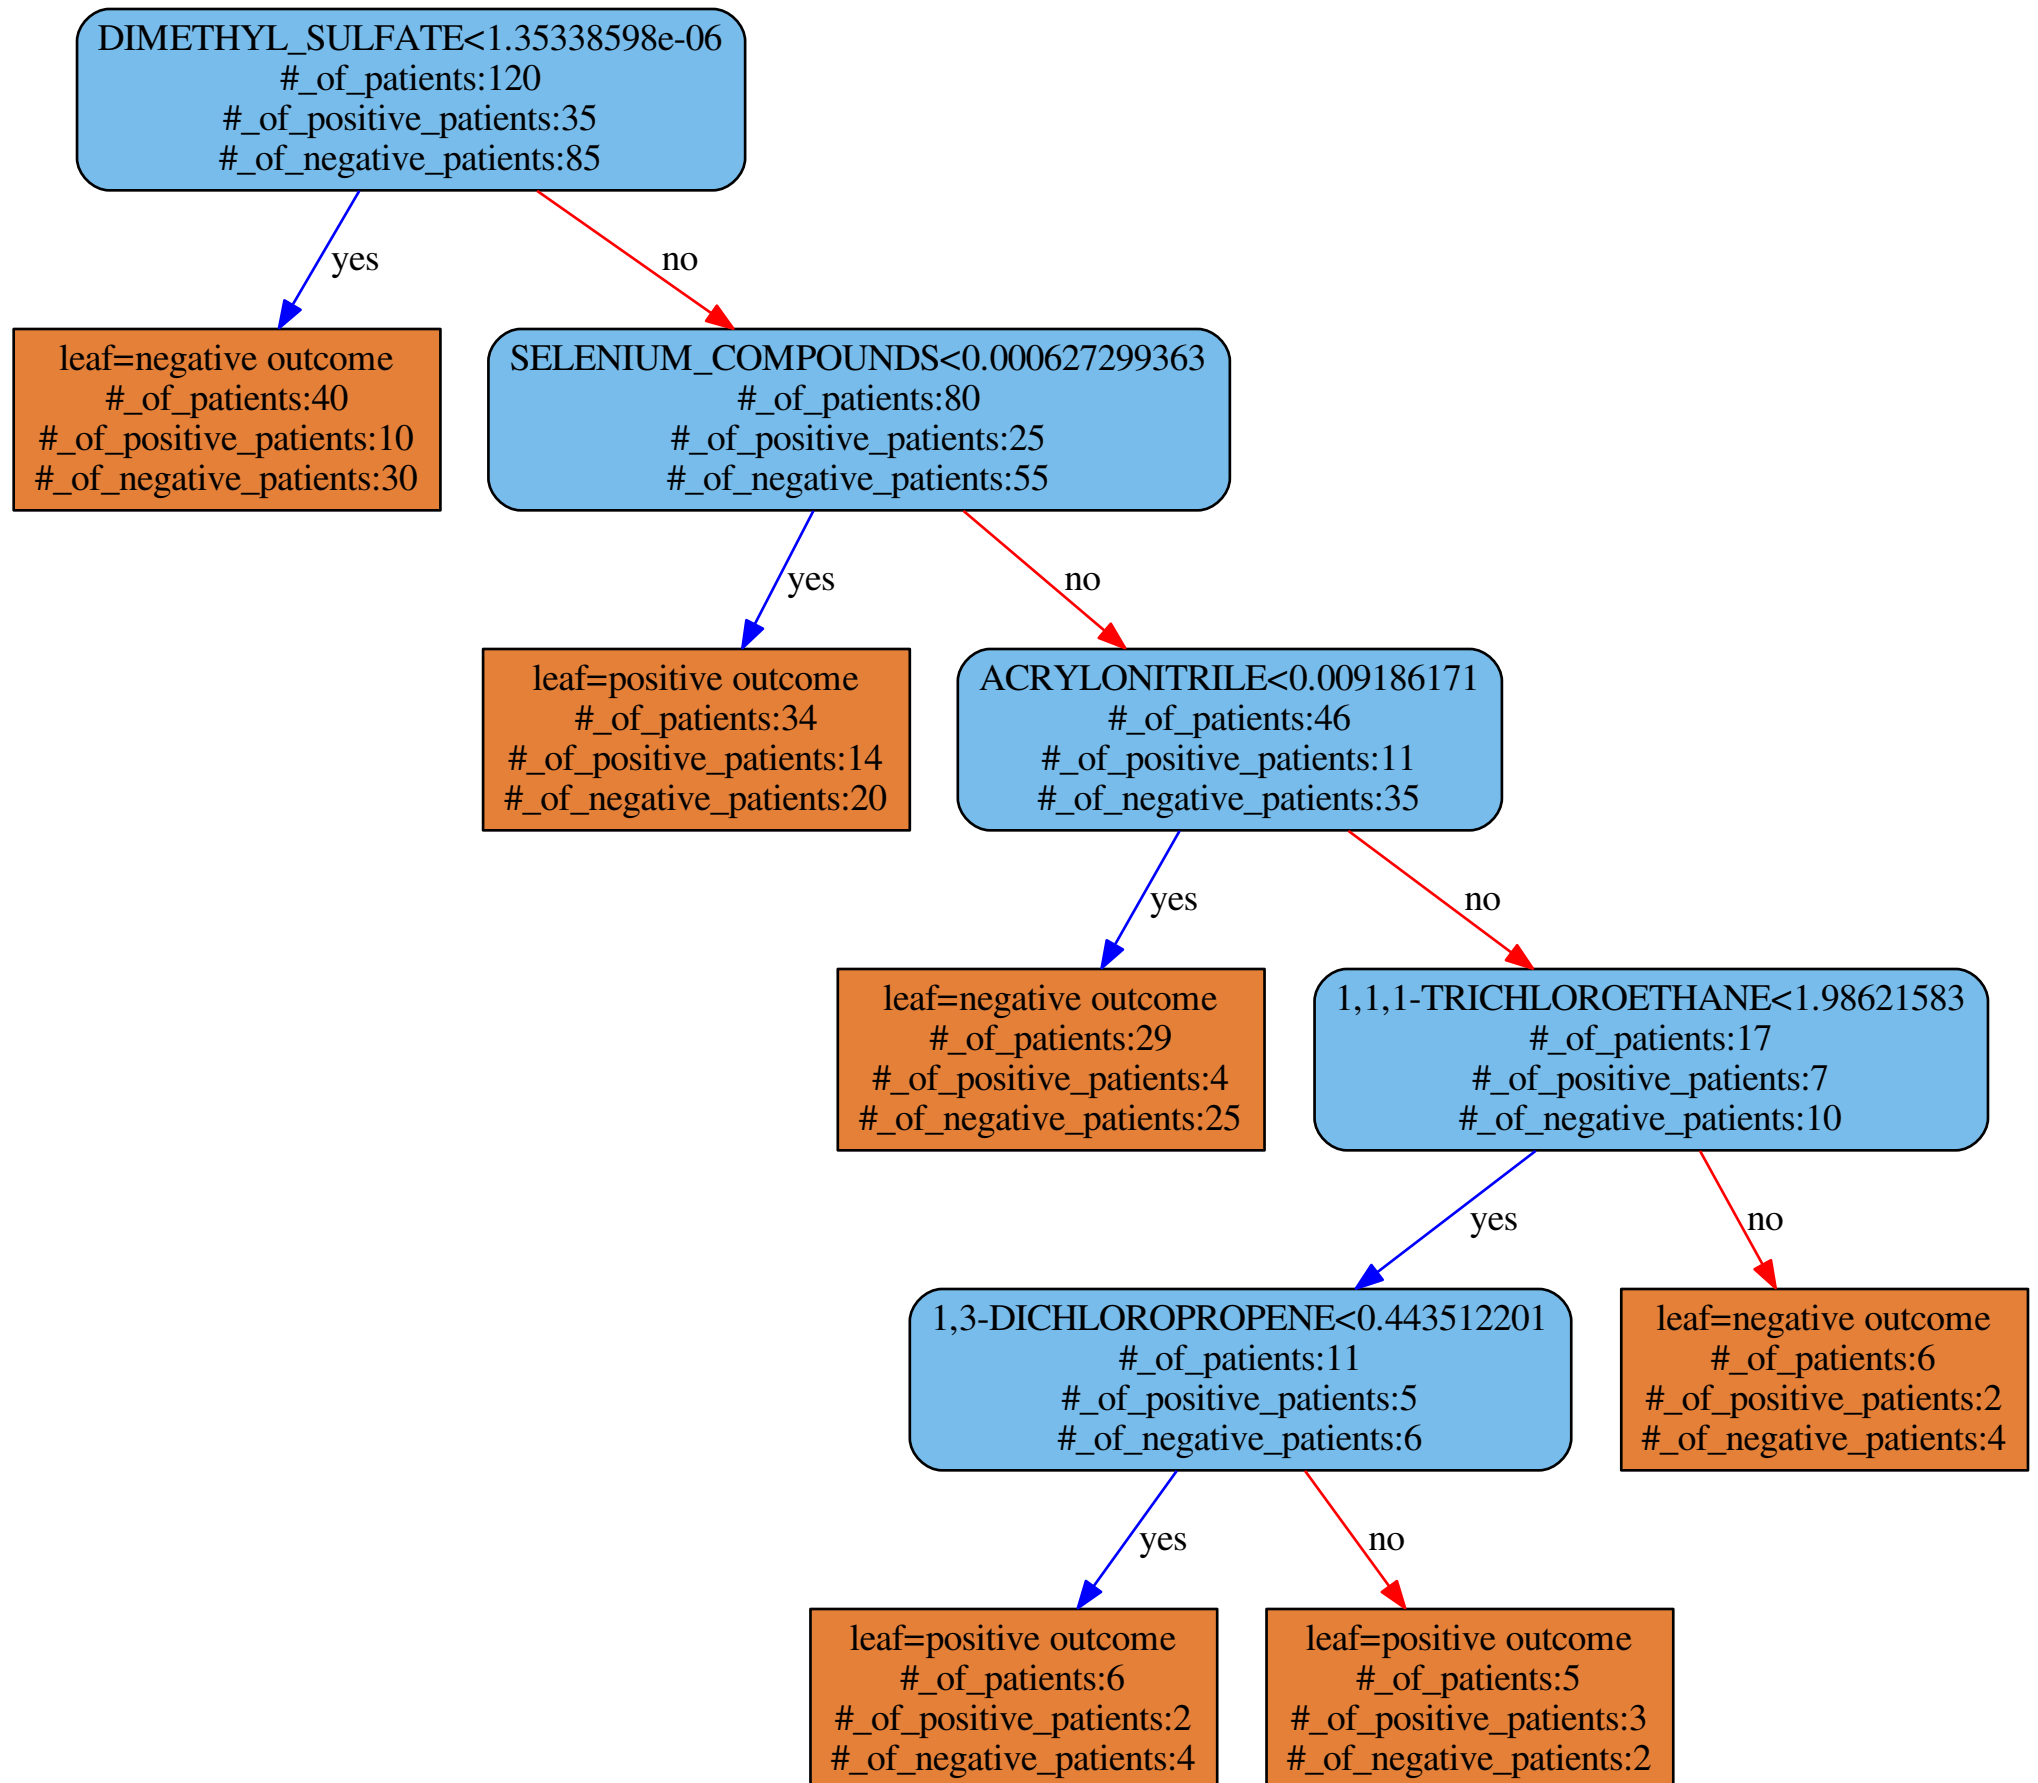 DIMETHYL_SULFATE<1.35338598e-06
#_of_patients:120
#_of_positive_patients:35
#_of_negative_patients:85
yes
no
leaf=negative outcome
#_of_patients:40
#_of_positive_patients:10
#_of_negative_patients:30
SELENIUM_COMPOUNDS<0.000627299363
#_of_patients:80
#_of_positive_patients:25
#_of_negative_patients:55
yes
no
leaf=positive outcome
#_of_patients:34
#_of_positive_patients:14
#_of_negative_patients:20
ACRYLONITRILE<0.009186171
#_of_patients:46
#_of_positive_patients:11
#_of_negative_patients:35
yes
no
leaf=negative outcome
#_of_patients:29
#_of_positive_patients:4
#_of_negative_patients:25
1,1,1-TRICHLOROETHANE<1.98621583
#_of_patients:17
#_of_positive_patients:7
#_of_negative_patients:10
yes
no
1,3-DICHLOROPROPENE<0.443512201
#_of_patients:11
#_of_positive_patients:5
#_of_negative_patients:6
leaf=negative outcome
#_of_patients:6
#_of_positive_patients:2
#_of_negative_patients:4
yes
no
leaf=positive outcome
#_of_patients:6
#_of_positive_patients:2
#_of_negative_patients:4
leaf=positive outcome
#_of_patients:5
#_of_positive_patients:3
#_of_negative_patients:2